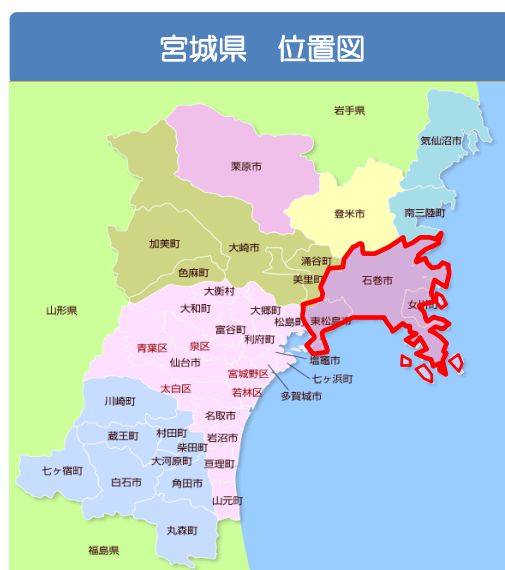 宮城県　位置図
岩手県
気仙沼市
栗原市
南三陸町
登米市
加美町
大崎市
涌谷町
色麻町
美里町
石巻市
大衡村
女川町
大和町
大郷町
山形県
松島町
東松島市
富谷町
利府町
青葉区
泉区
塩竈市
仙台市
宮城野区
七ヶ浜町
太白区
若林区
多賀城市
川崎町
名取市
蔵王町
村田町
岩沼市
柴田町
大河原町
亘理町
七ヶ宿町
白石市
角田市
山元町
丸森町
福島県